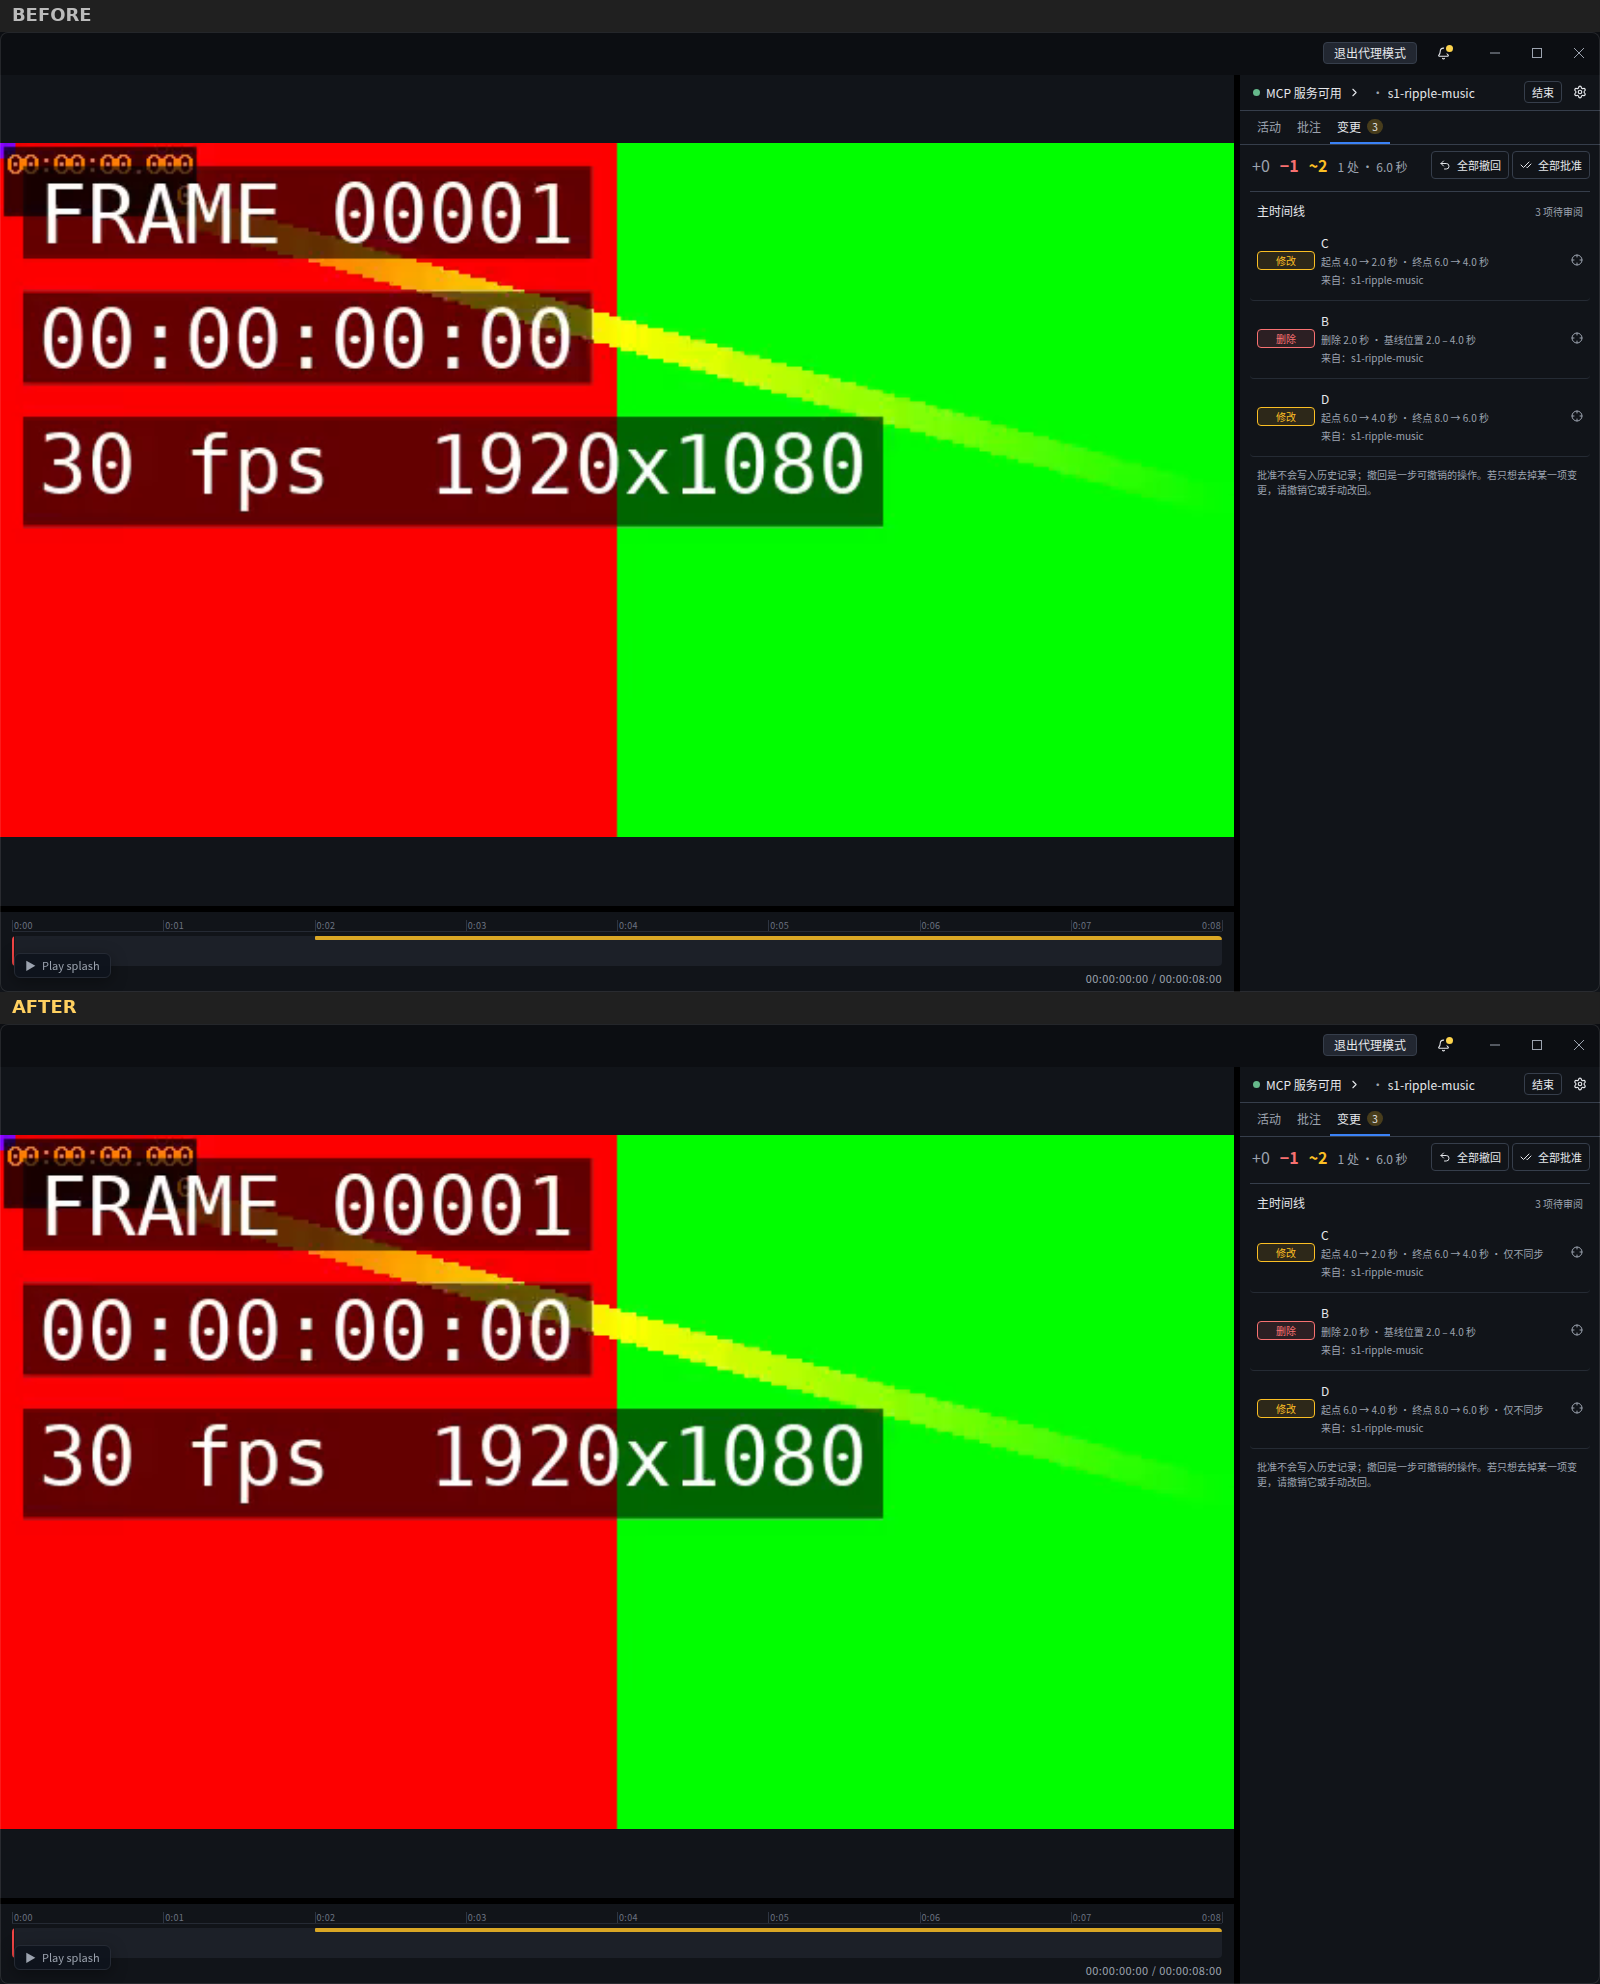 BEFORE
退出代理模式
MCP 服务可用 › · s1-ripple-music 结束
活动 批注 变更 3
+0 −1 ~2 1 处 · 6.0 秒 全部撤回 全部批准
主时间线 3 项待审阅
C
修改 起点 4.0 → 2.0 秒 · 终点 6.0 → 4.0 秒
来自：s1-ripple-music
B
删除 删除 2.0 秒 · 基线位置 2.0 – 4.0 秒
来自：s1-ripple-music
D
修改 起点 6.0 → 4.0 秒 · 终点 8.0 → 6.0 秒
来自：s1-ripple-music
批准不会写入历史记录；撤回是一步可撤销的操作。若只想去掉某一项变
更，请撤销它或手动改回。
00:00:00.000
0
FRAME 00001
00:00:00:00
30 fps 1920x1080
0:00 0:01 0:02 0:03 0:04 0:05 0:06 0:07 0:08
Play splash
00:00:00:00 / 00:00:08:00
AFTER
退出代理模式
MCP 服务可用 › · s1-ripple-music 结束
活动 批注 变更 3
+0 −1 ~2 1 处 · 6.0 秒 全部撤回 全部批准
主时间线 3 项待审阅
C
修改 起点 4.0 → 2.0 秒 · 终点 6.0 → 4.0 秒 · 仅不同步
来自：s1-ripple-music
B
删除 删除 2.0 秒 · 基线位置 2.0 – 4.0 秒
来自：s1-ripple-music
D
修改 起点 6.0 → 4.0 秒 · 终点 8.0 → 6.0 秒 · 仅不同步
来自：s1-ripple-music
批准不会写入历史记录；撤回是一步可撤销的操作。若只想去掉某一项变
更，请撤销它或手动改回。
00:00:00.000
0
FRAME 00001
00:00:00:00
30 fps 1920x1080
0:00 0:01 0:02 0:03 0:04 0:05 0:06 0:07 0:08
Play splash
00:00:00:00 / 00:00:08:00